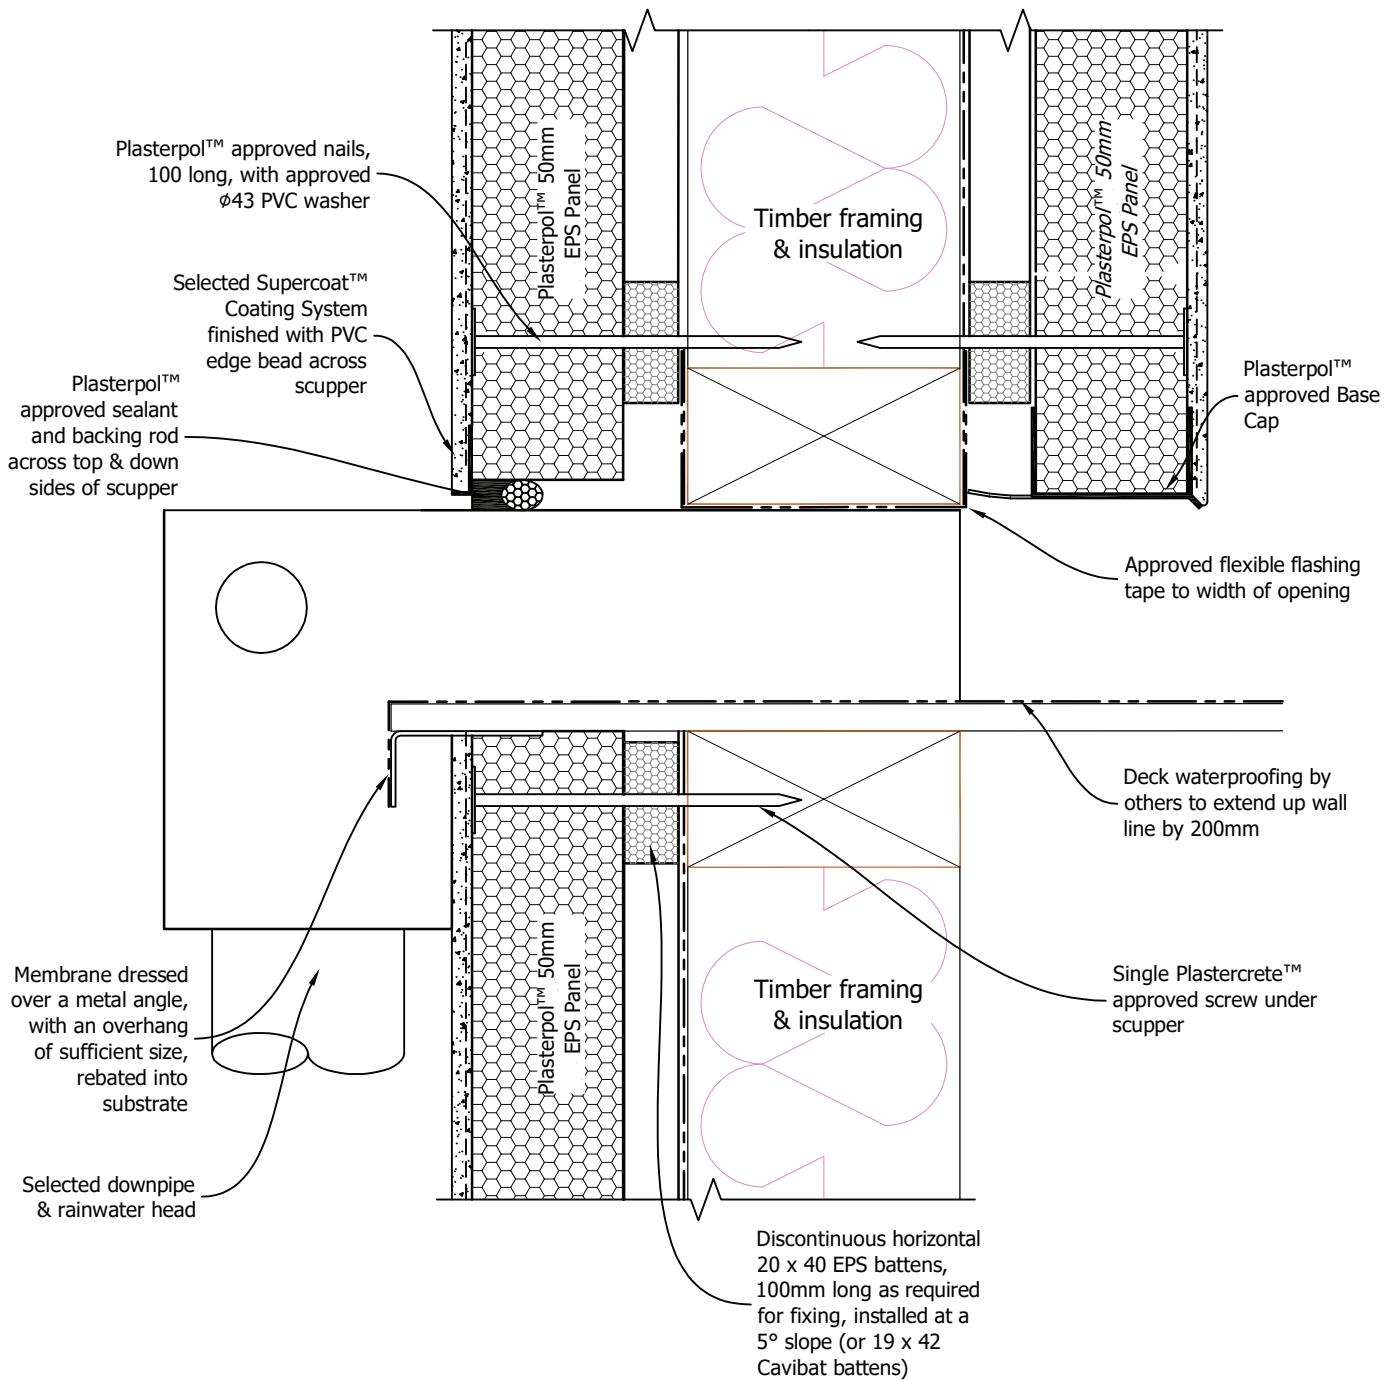 Plasterpol™ approved nails,
100 long, with approved
ø43 PVC washer
Selected Supercoat™
Coating System
finished with PVC
edge bead across
scupper
Plasterpol™
approved sealant
and backing rod
across top & down
sides of scupper
Plasterpol™ 50mm
EPS Panel
Timber framing
& insulation
Plasterpol™ 50mm
EPS Panel
Plasterpol™
approved Base
Cap
Approved flexible flashing
tape to width of opening
Deck waterproofing by
others to extend up wall
line by 200mm
Membrane dressed
over a metal angle,
with an overhang
of sufficient size,
rebated into
substrate
Selected downpipe
& rainwater head
Plasterpol™ 50mm
EPS Panel
Timber framing
& insulation
Single Plastercrete™
approved screw under
scupper
Discontinuous horizontal
20 x 40 EPS battens,
100mm long as required
for fixing, installed at a
5° slope (or 19 x 42
Cavibat battens)